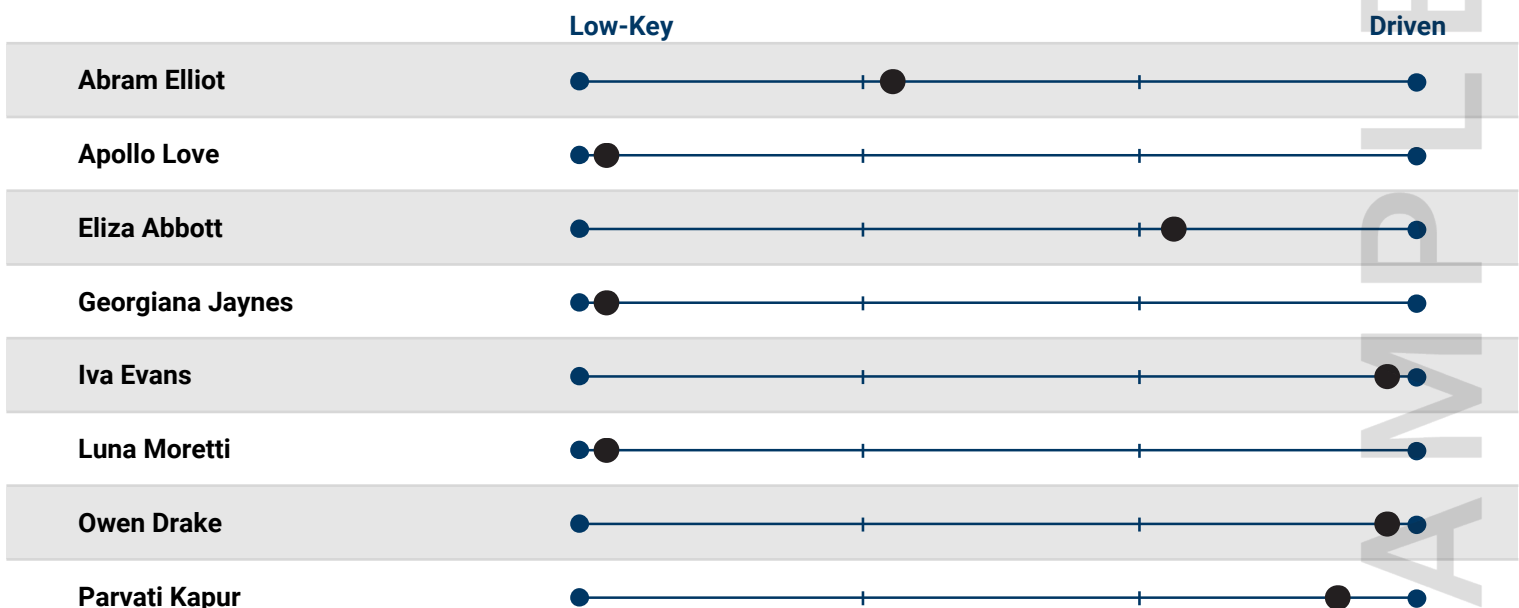 Low-Key Driven
Abram Elliot
Apollo Love
Eliza Abbott
Georgiana Jaynes
Iva Evans
Luna Moretti
Owen Drake
Parvati Kapur
A M P L E